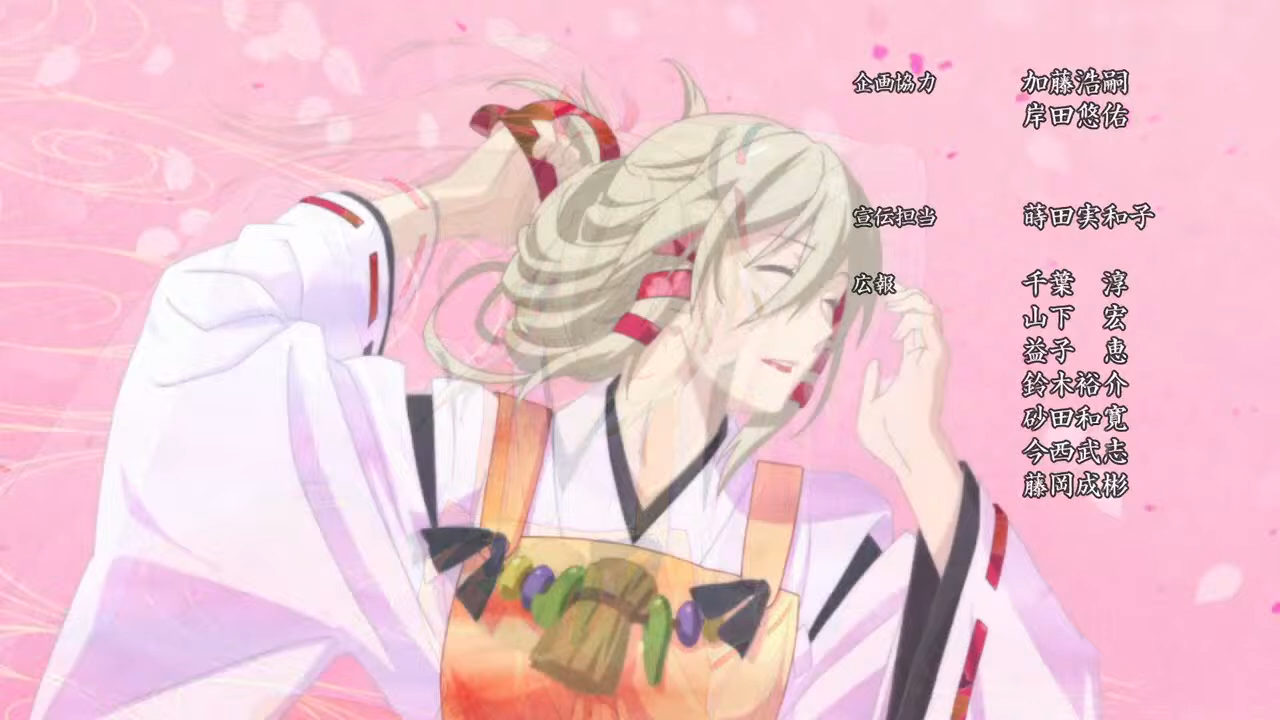 企画協力 加藤浩嗣
岸田悠佑
宣伝担当 蒔田実和子
広報 千葉 淳
山下 宏
益子 恵
鈴木裕介
砂田和寛
今西武志
藤岡成彬